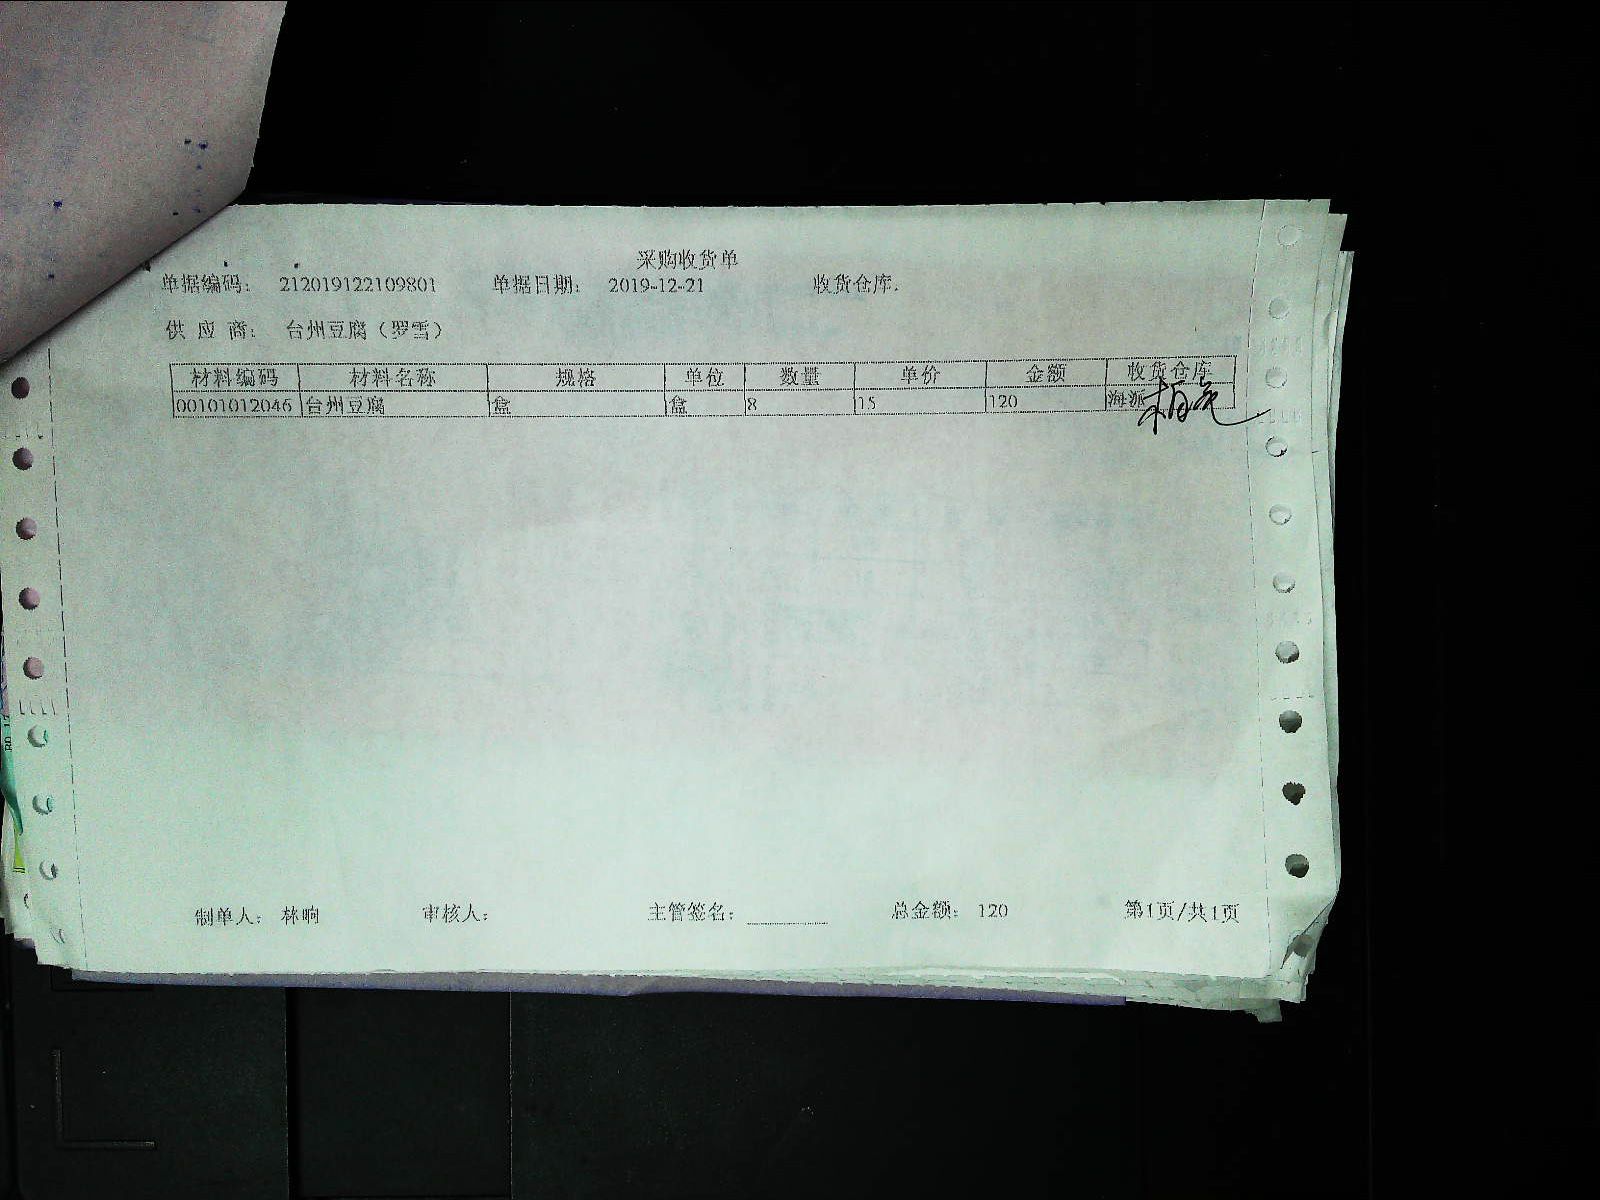 采购收货单
单据编码： 212019122109801 单据日期： 2019-12-21 收货仓库：
供 应 商： 台州豆腐（罗雪）
材料编码 材料名称 规格 单位 数量 单价 金额 收货仓库
00101012046 台州豆腐 盒 盒 8 15 120 海派
制单人： 林晌 审核人： 主管签名： 总金额： 120 第1页/共1页